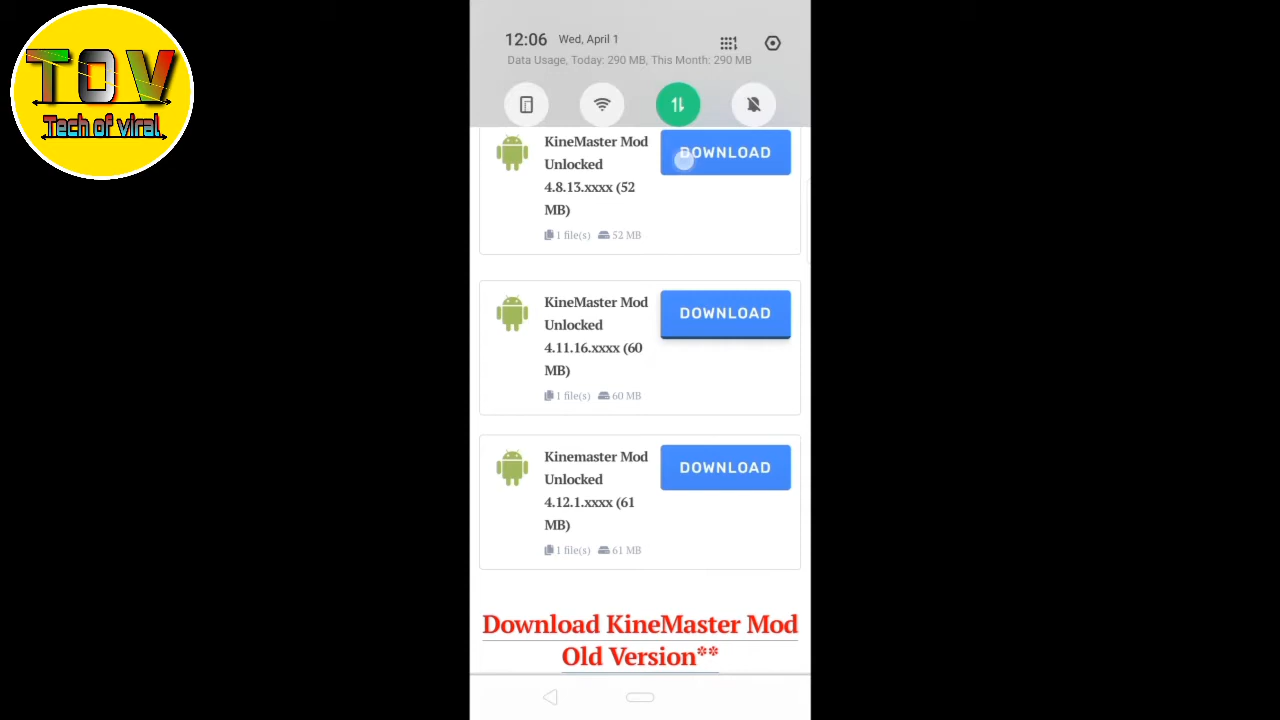 TOV
Tech of viral
12:06 Wed, April 1
Data Usage, Today: 290 MB, This Month: 290 MB
KineMaster Mod
Unlocked
4.8.13.xxxx (52
MB)
1 file(s) 52 MB
DOWNLOAD
KineMaster Mod
Unlocked
4.11.16.xxxx (60
MB)
1 file(s) 60 MB
DOWNLOAD
Kinemaster Mod
Unlocked
4.12.1.xxxx (61
MB)
1 file(s) 61 MB
DOWNLOAD
Download KineMaster Mod
Old Version**